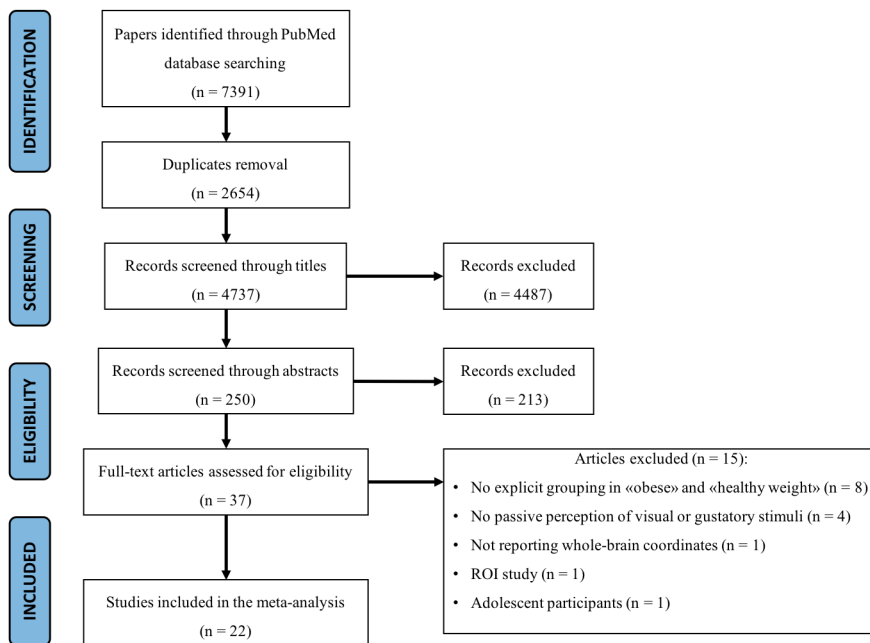 IDENTIFICATION
Papers identified through PubMed
database searching
(n = 7391)
Duplicates removal
(n = 2654)
SCREENING
Records screened through titles
(n = 4737)
Records excluded
(n = 4487)
ELIGIBILITY
Records screened through abstracts
(n = 250)
Records excluded
(n = 213)
Full-text articles assessed for eligibility
(n = 37)
Articles excluded (n = 15):
• No explicit grouping in «obese» and «healthy weight» (n = 8)
• No passive perception of visual or gustatory stimuli (n = 4)
• Not reporting whole-brain coordinates (n = 1)
• ROI study (n = 1)
• Adolescent participants (n = 1)
INCLUDED
Studies included in the meta-analysis
(n = 22)